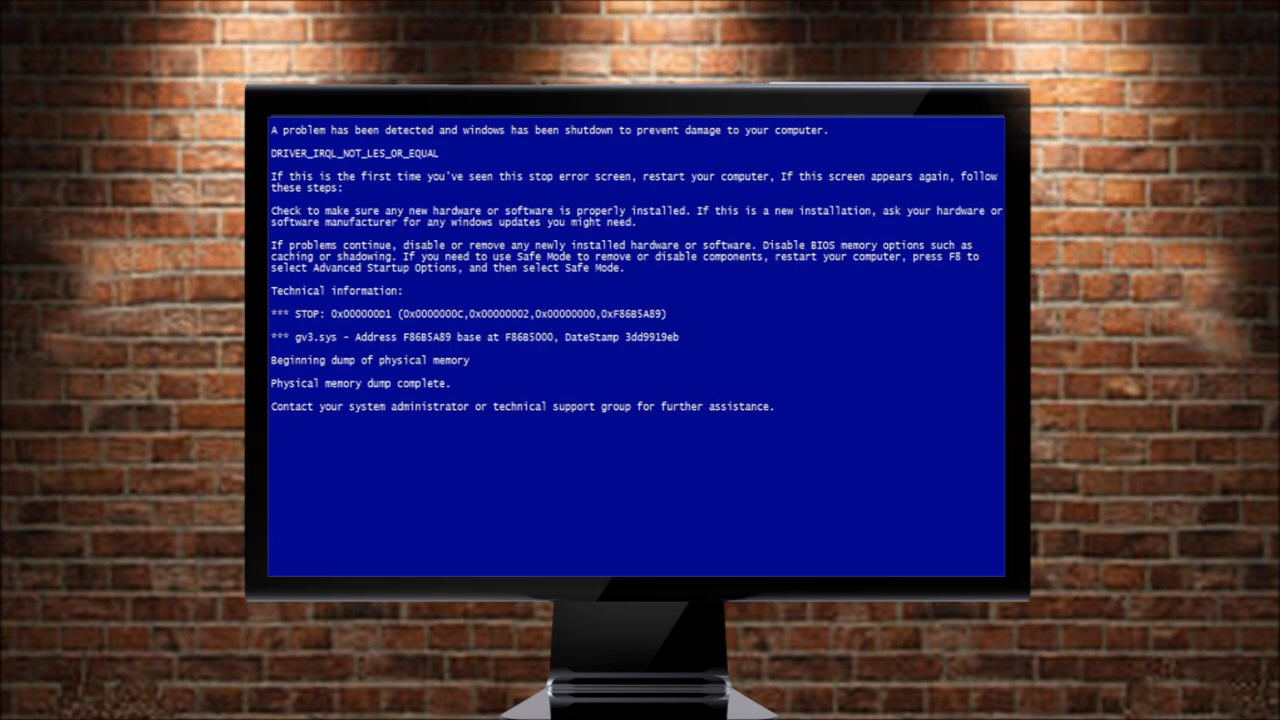 A problem has been detected and windows has been shutdown to prevent damage to your computer.
DRIVER_IRQL_NOT_LES_OR_EQUAL
If this is the first time you've seen this stop error screen, restart your computer, If this screen appears again, follow
these steps:
Check to make sure any new hardware or software is properly installed. If this is a new installation, ask your hardware or
software manufacturer for any windows updates you might need.
If problems continue, disable or remove any newly installed hardware or software. Disable BIOS memory options such as
caching or shadowing. If you need to use Safe Mode to remove or disable components, restart your computer, press F8 to
select Advanced Startup Options, and then select Safe Mode.
Technical information:
*** STOP: 0x000000D1 (0x0000000C,0x00000002,0x00000000,0xF86B5A89)
*** gv3.sys - Address F86B5A89 base at F86B5000, DateStamp 3dd9919eb
Beginning dump of physical memory
Physical memory dump complete.
Contact your system administrator or technical support group for further assistance.